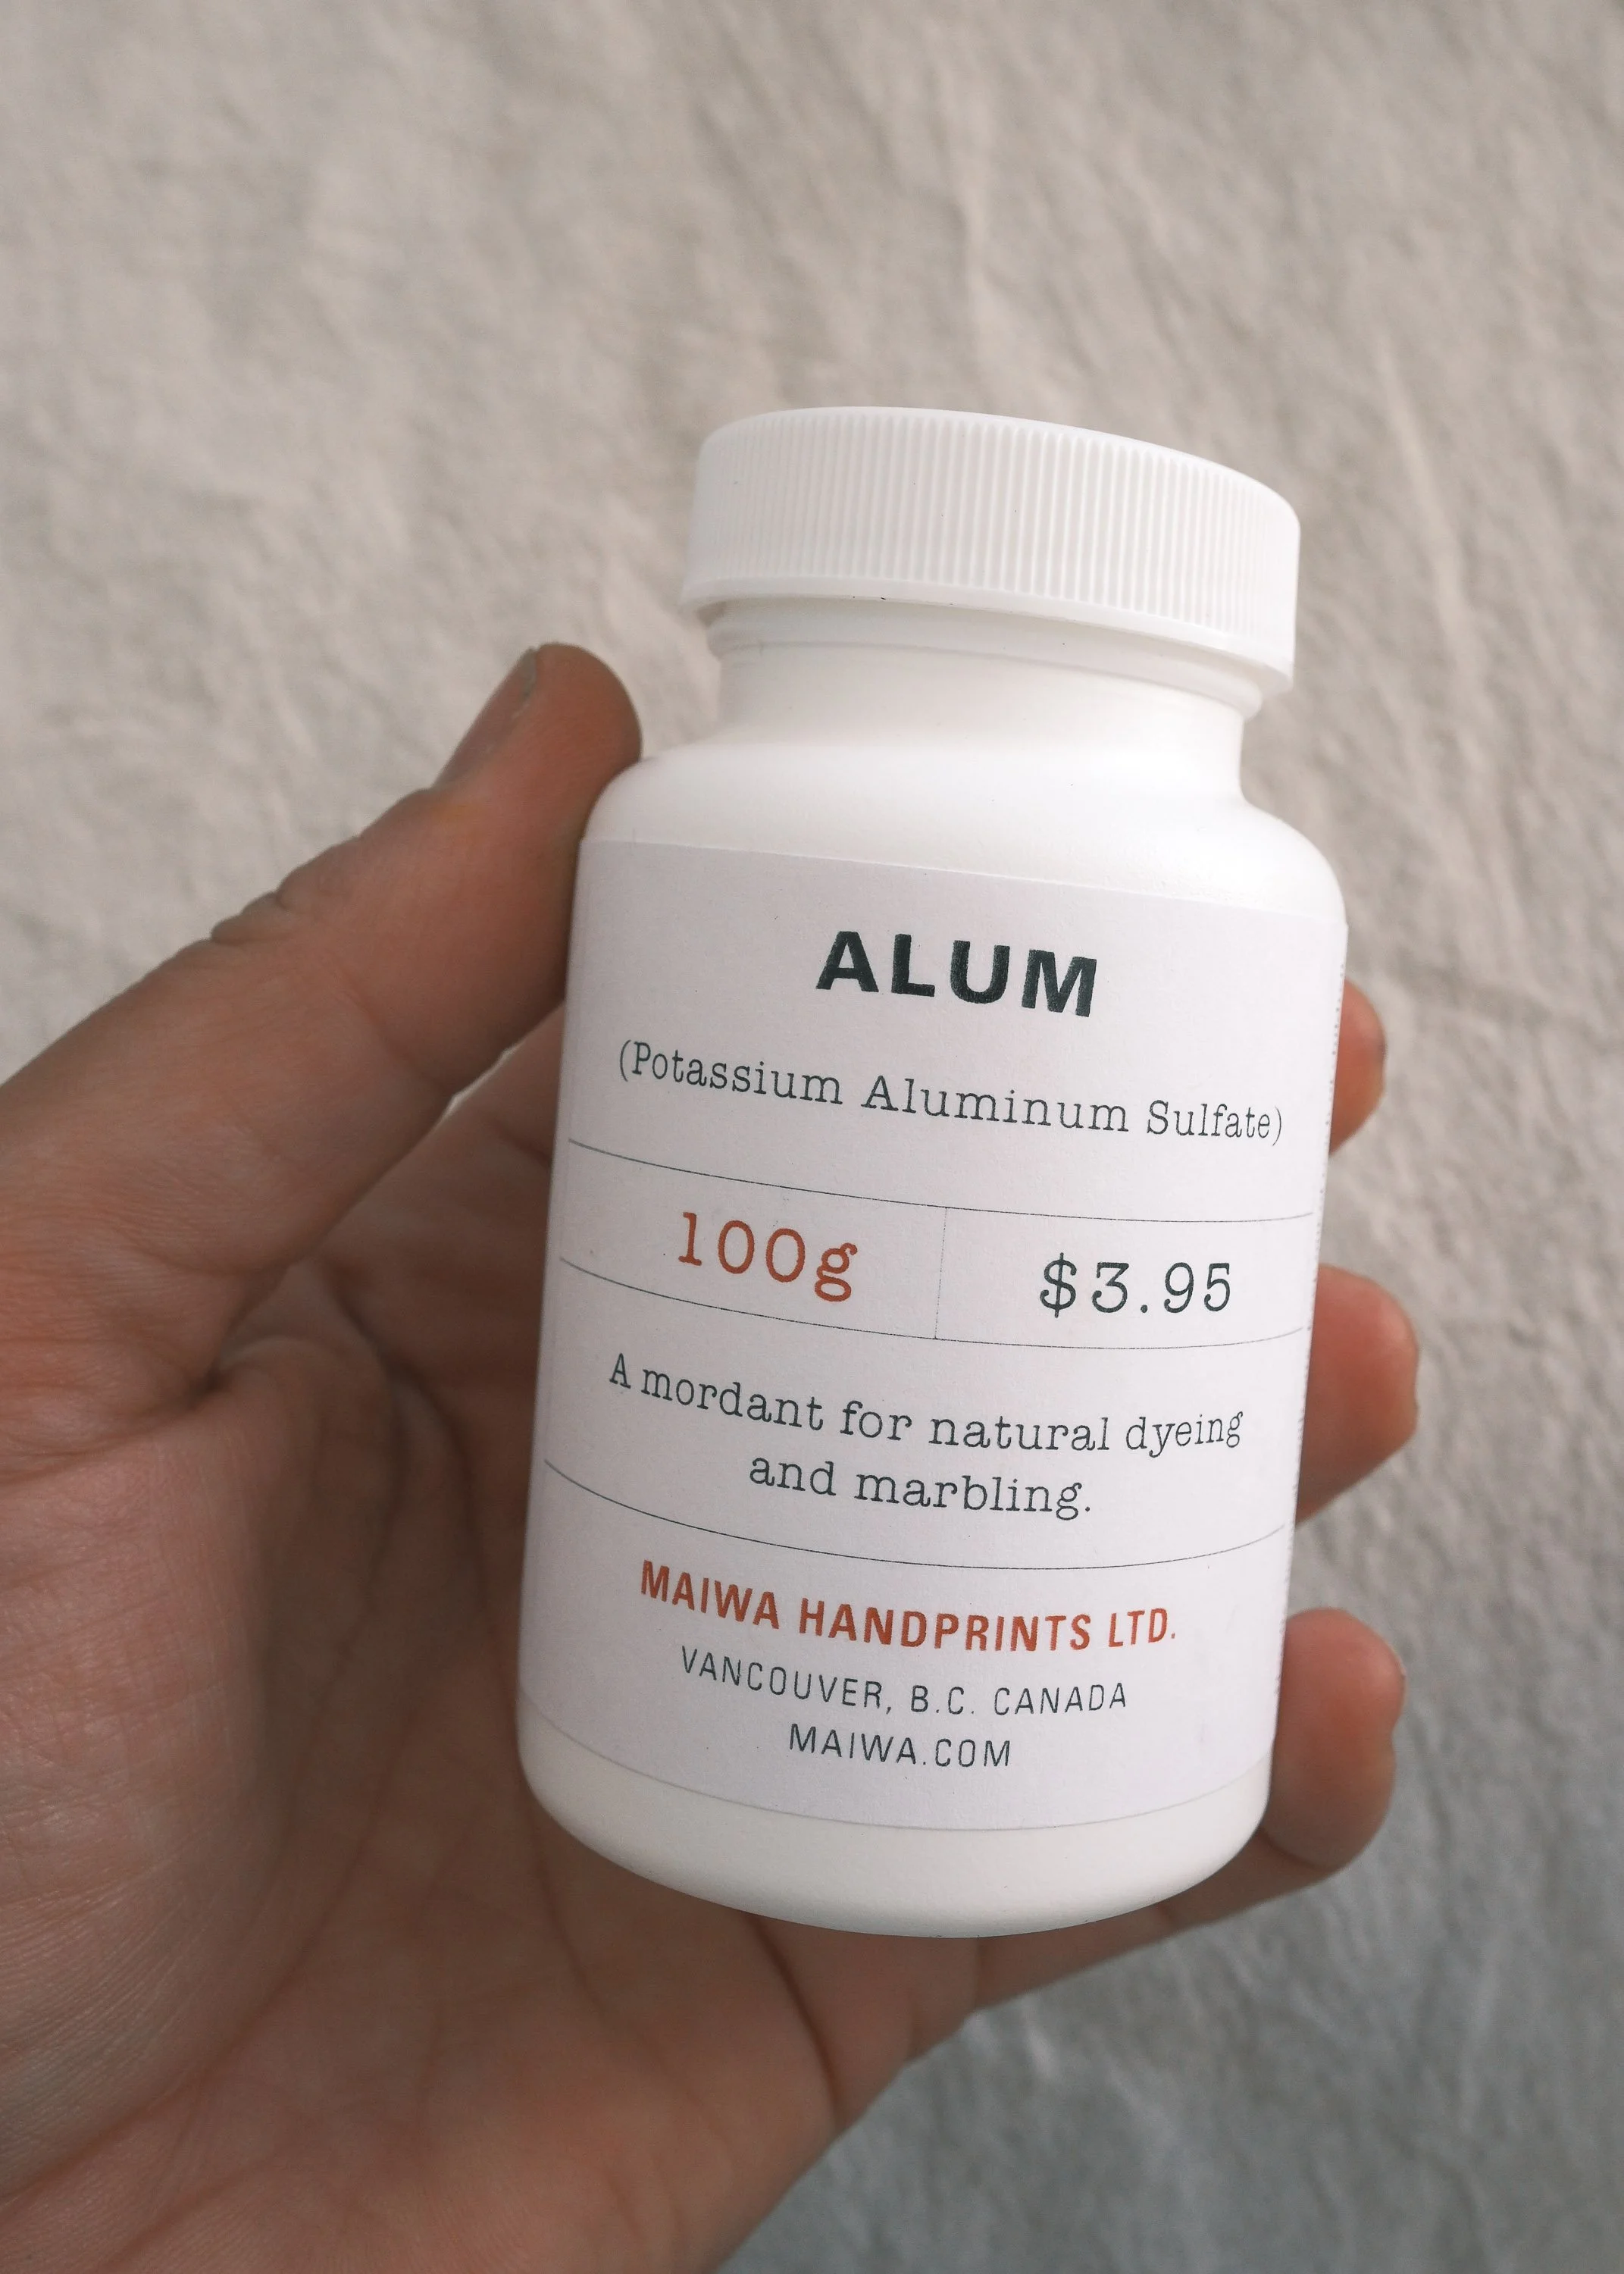 ALUM
(Potassium Aluminum Sulfate)
100g
$3.95
A mordant for natural dyeing
and marbling.
MAIWA HANDPRINTS LTD.
VANCOUVER, B.C. CANADA
MAIWA.COM